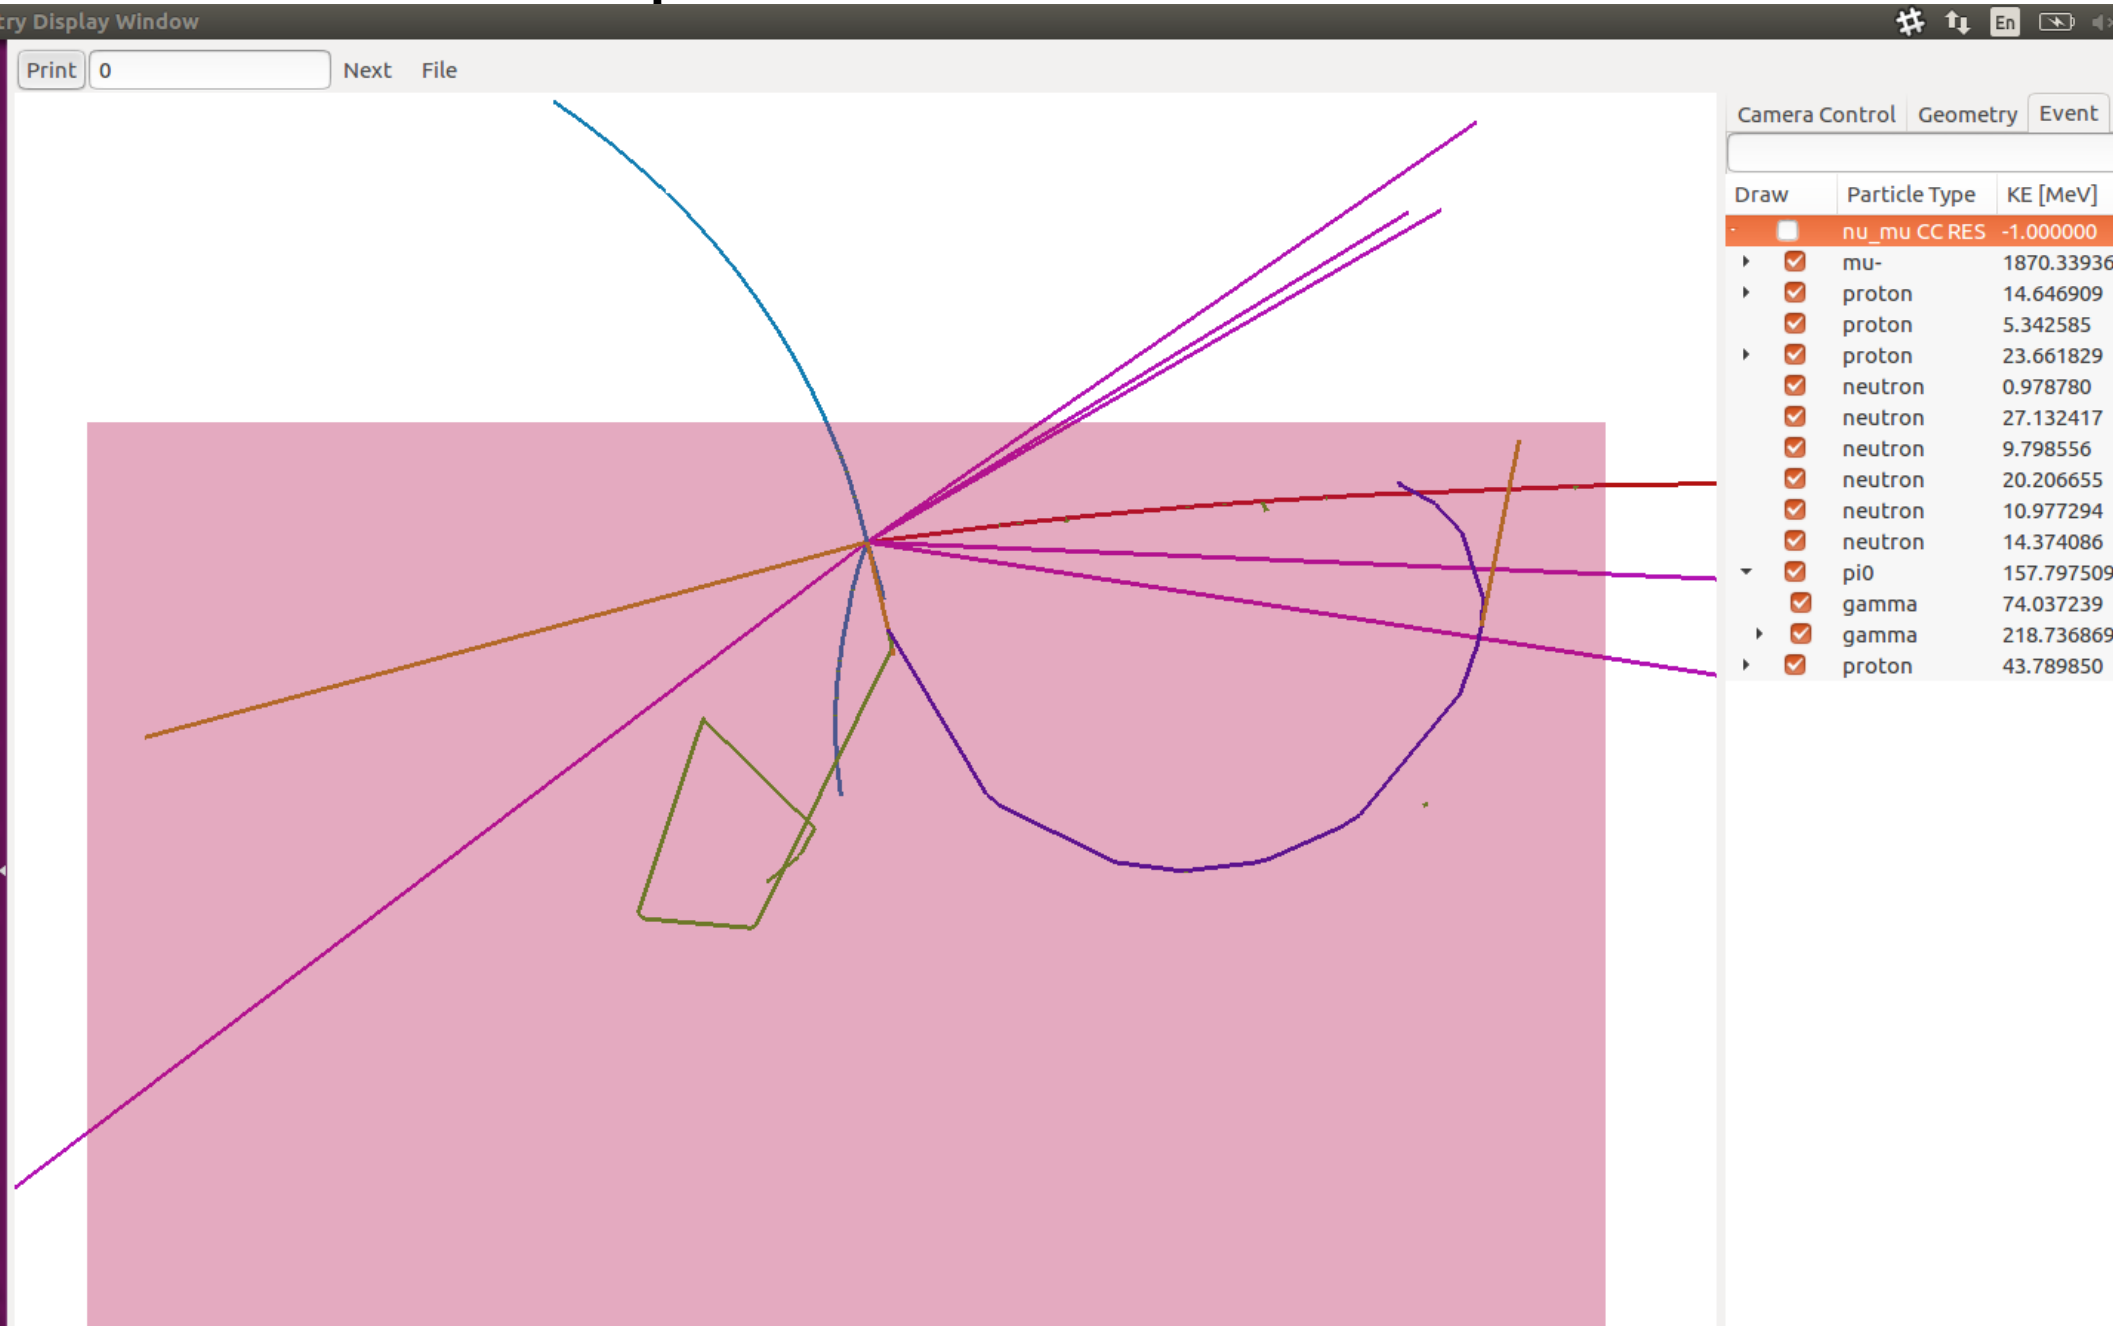 try Display Window En
Print 0 Next File
Camera Control Geometry Event
Draw Particle Type KE [MeV]
nu_mu CC RES -1.000000
mu- 1870.33936
proton 14.646909
proton 5.342585
proton 23.661829
neutron 0.978780
neutron 27.132417
neutron 9.798556
neutron 20.206655
neutron 10.977294
neutron 14.374086
pi0 157.797509
gamma 74.037239
gamma 218.736869
proton 43.789850